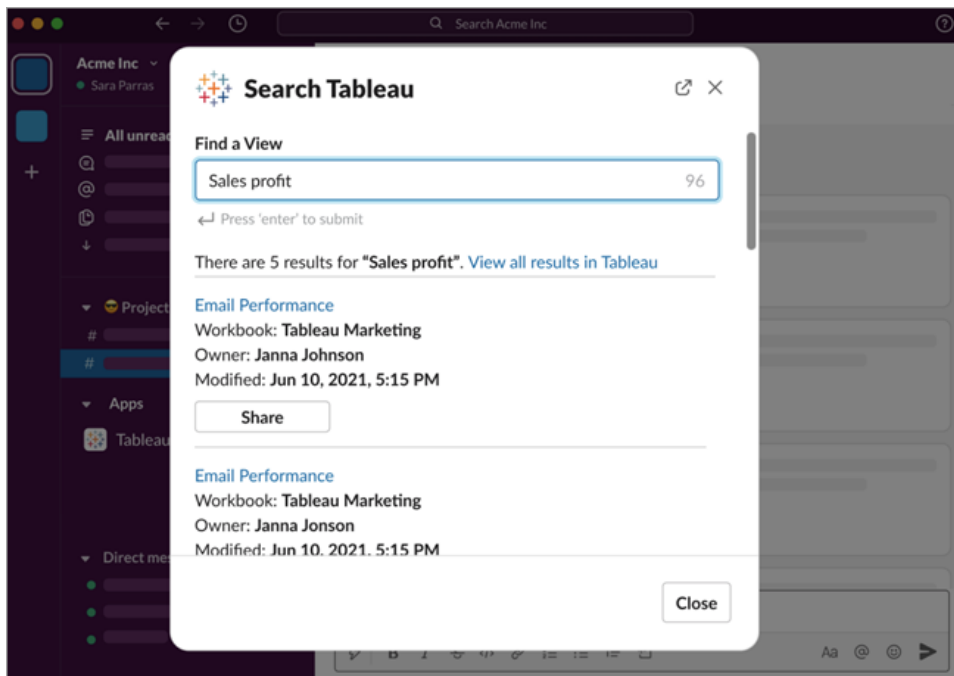 Search Acme Inc
Acme Inc
Sara Parras
All unread
Project
#
#
Apps
Tableau
Direct mes
Search Tableau
Find a View
Sales profit 96
Press 'enter' to submit
There are 5 results for “Sales profit”. View all results in Tableau
Email Performance
Workbook: Tableau Marketing
Owner: Janna Johnson
Modified: Jun 10, 2021, 5:15 PM
Share
Email Performance
Workbook: Tableau Marketing
Owner: Janna Jonson
Modified: Jun 10, 2021, 5:15 PM
Close
B I Aa @